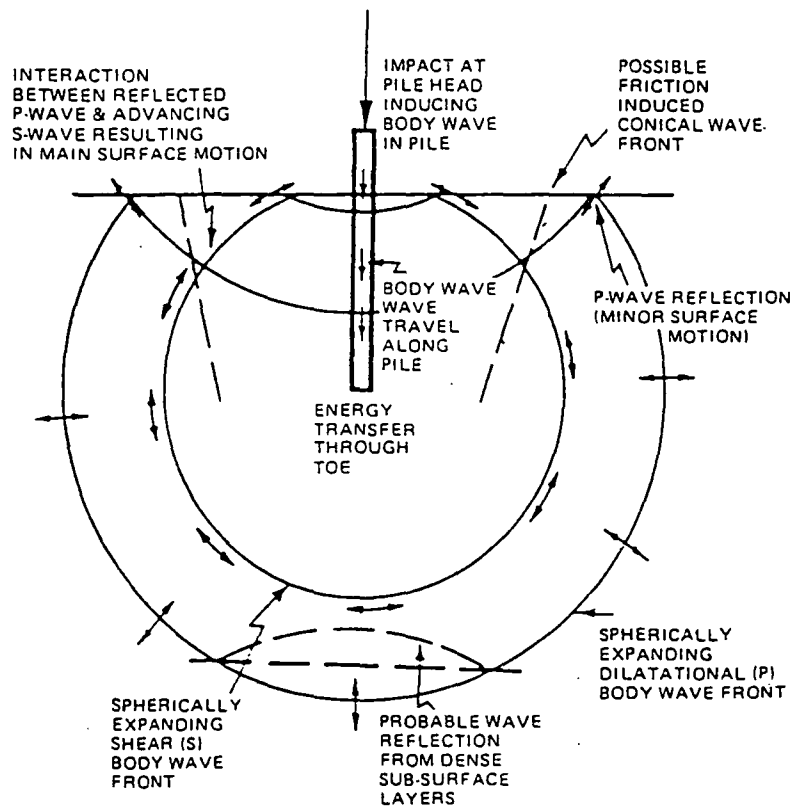 INTERACTION
BETWEEN REFLECTED
P-WAVE & ADVANCING
S-WAVE RESULTING
IN MAIN SURFACE MOTION
IMPACT AT
PILE HEAD
INDUCING
BODY WAVE
IN PILE
POSSIBLE
FRICTION
INDUCED
CONICAL WAVE-
FRONT
BODY WAVE
WAVE
TRAVEL
ALONG
PILE
P-WAVE REFLECTION
(MINOR SURFACE
MOTION)
ENERGY
TRANSFER
THROUGH
TOE
SPHERICALLY
EXPANDING
SHEAR (S)
BODY WAVE
FRONT
PROBABLE WAVE
REFLECTION
FROM DENSE
SUB-SURFACE
LAYERS
SPHERICALLY
EXPANDING
DILATATIONAL (P)
BODY WAVE FRONT